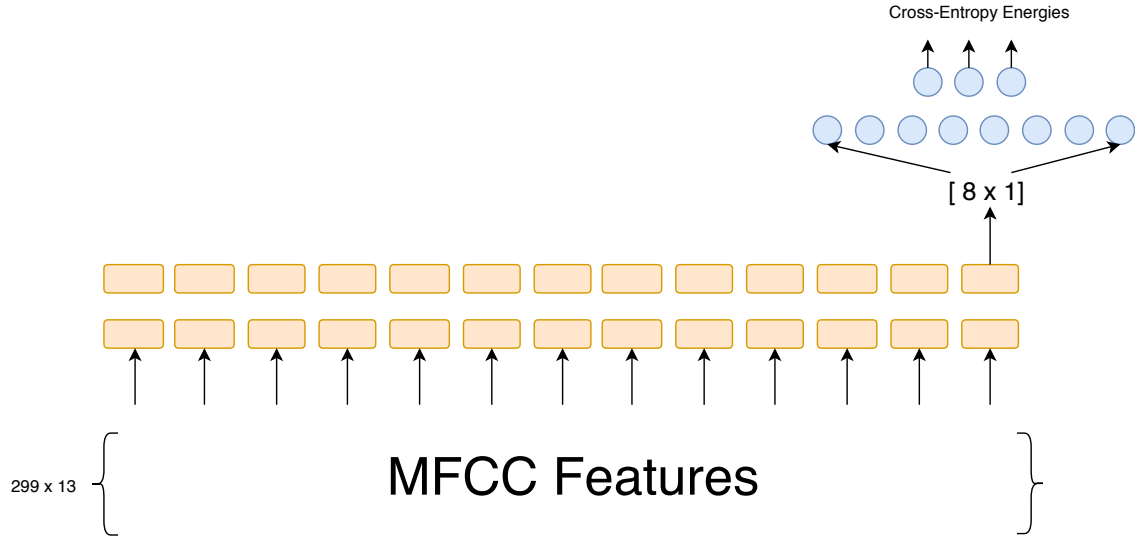 Cross-Entropy Energies
[ 8 x 1]
MFCC Features
299 x 13